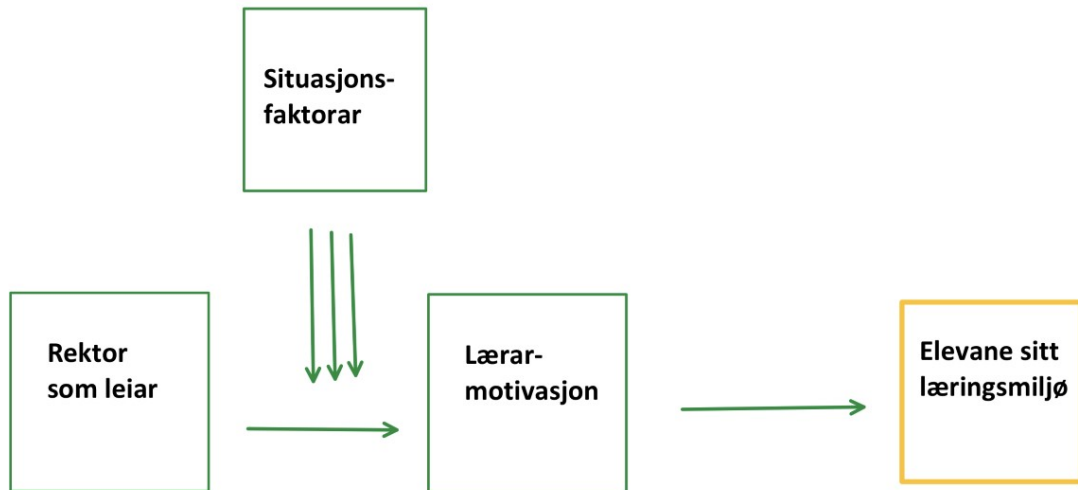 Situasjons-
faktorar
Rektor
som leiar
Lærar-
motivasjon
Elevane sitt
læringsmiljø